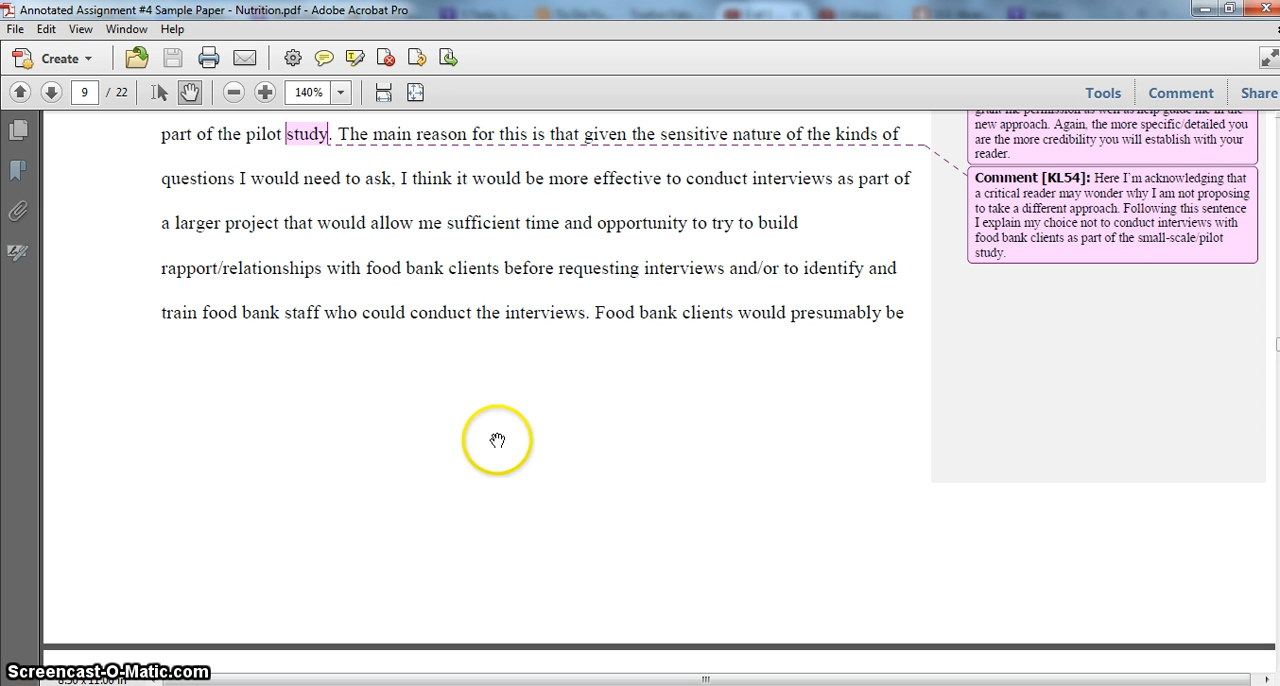 Annotated Assignment #4 Sample Paper - Nutrition.pdf - Adobe Acrobat Pro
File Edit View Window Help
Create
9 / 22 140% Tools Comment Share
part of the pilot study. The main reason for this is that given the sensitive nature of the kinds of
questions I would need to ask, I think it would be more effective to conduct interviews as part of
a larger project that would allow me sufficient time and opportunity to try to build
rapport/relationships with food bank clients before requesting interviews and/or to identify and
train food bank staff who could conduct the interviews. Food bank clients would presumably be
new approach. Again, the more specific/detailed you
are the more credibility you will establish with your
reader.
Comment [KL54]: Here I'm acknowledging that
a critical reader may wonder why I am not proposing
to take a different approach. Following this sentence
I explain my choice not to conduct interviews with
food bank clients as part of the small-scale/pilot
study.
Screencast-O-Matic.com